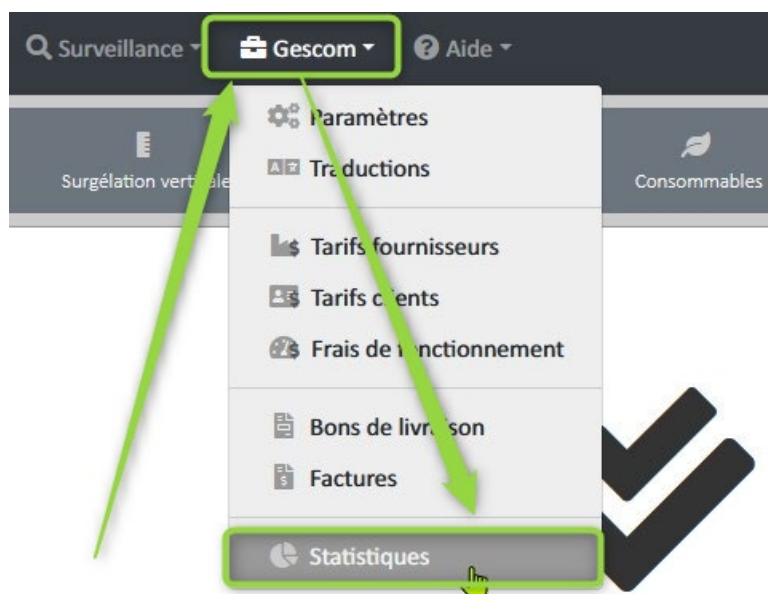 Surveillance
Gescom
Aide
Surgélation verticale
Consommables
Paramètres
Traductions
Tarifs fournisseurs
Tarifs clients
Frais de fonctionnement
Bons de livraison
Factures
Statistiques